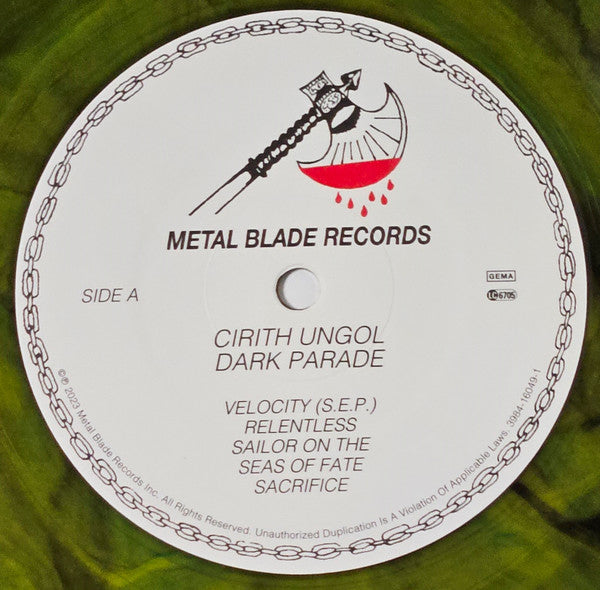 METAL BLADE RECORDS
SIDE A
GEMA
LC 6705
CIRITH UNGOL
DARK PARADE
VELOCITY (S.E.P.)
RELENTLESS
SAILOR ON THE
SEAS OF FATE
SACRIFICE
©℗ 2023 Metal Blade Records Inc. All Rights Reserved. Unauthorized Duplication Is A Violation Of Applicable Laws. 3984-16049-1